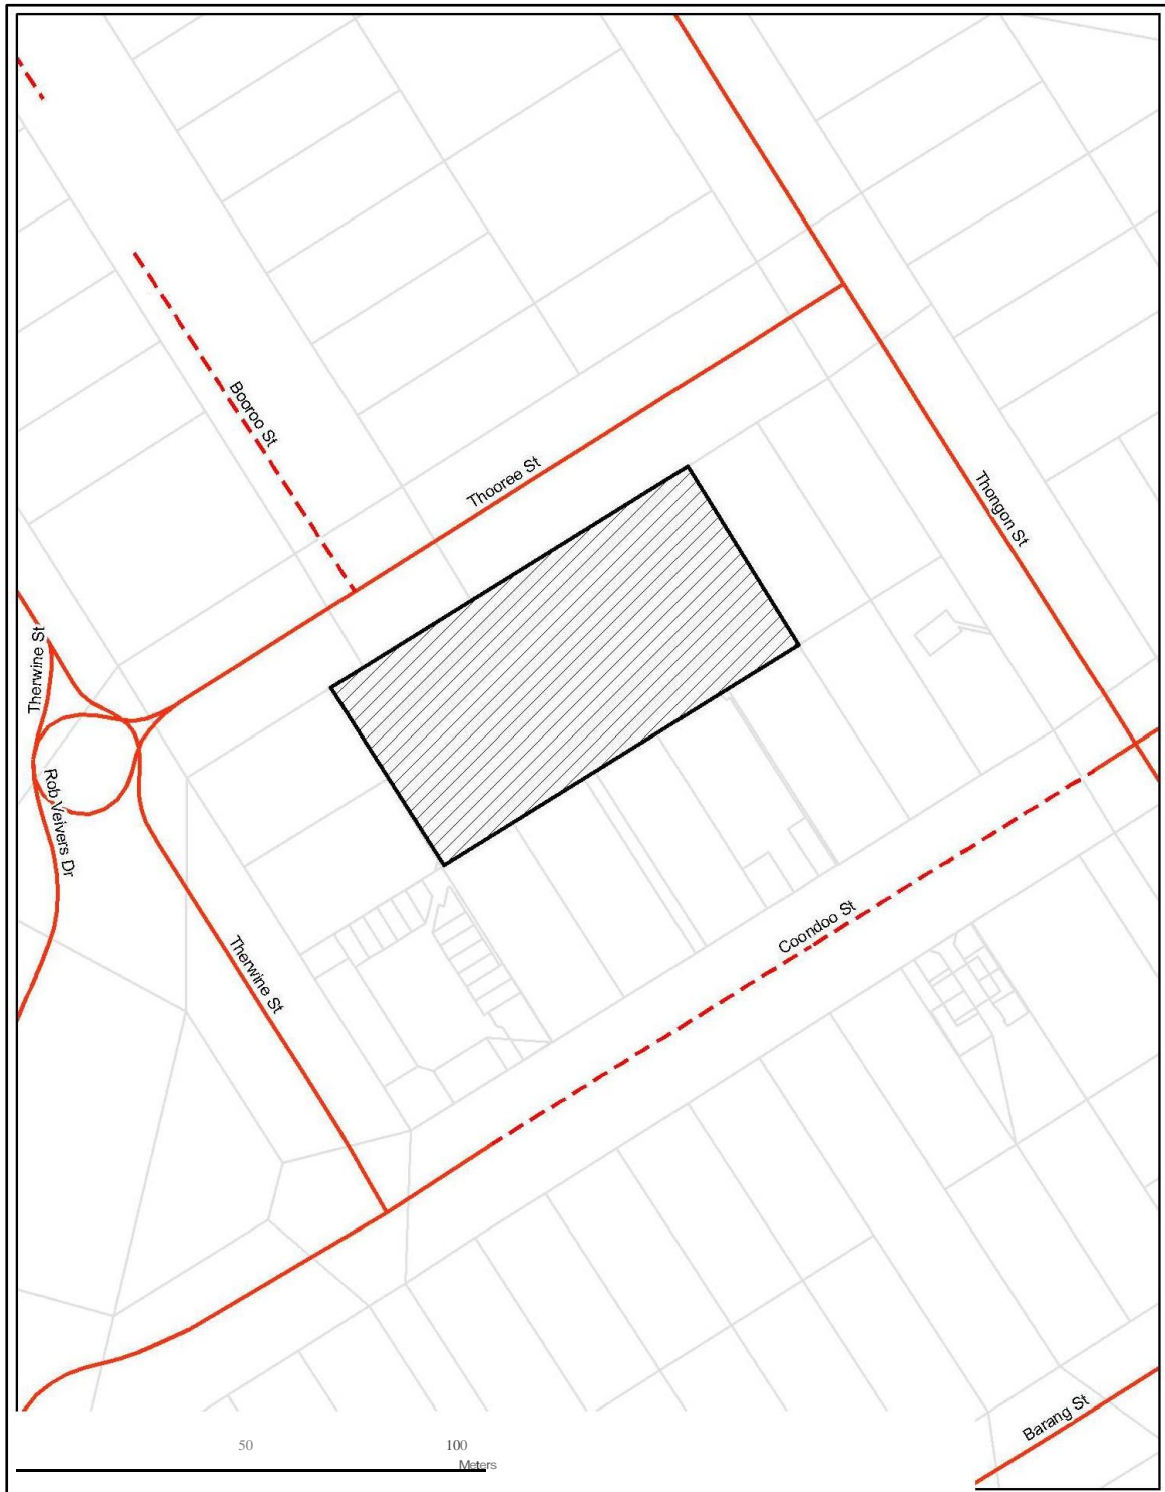 Booroo St
Thooree St
Thongon St
Therwine St
Rob Veivers Dr
Coondoo St
Therwine St
Barang St
50 100
Meters